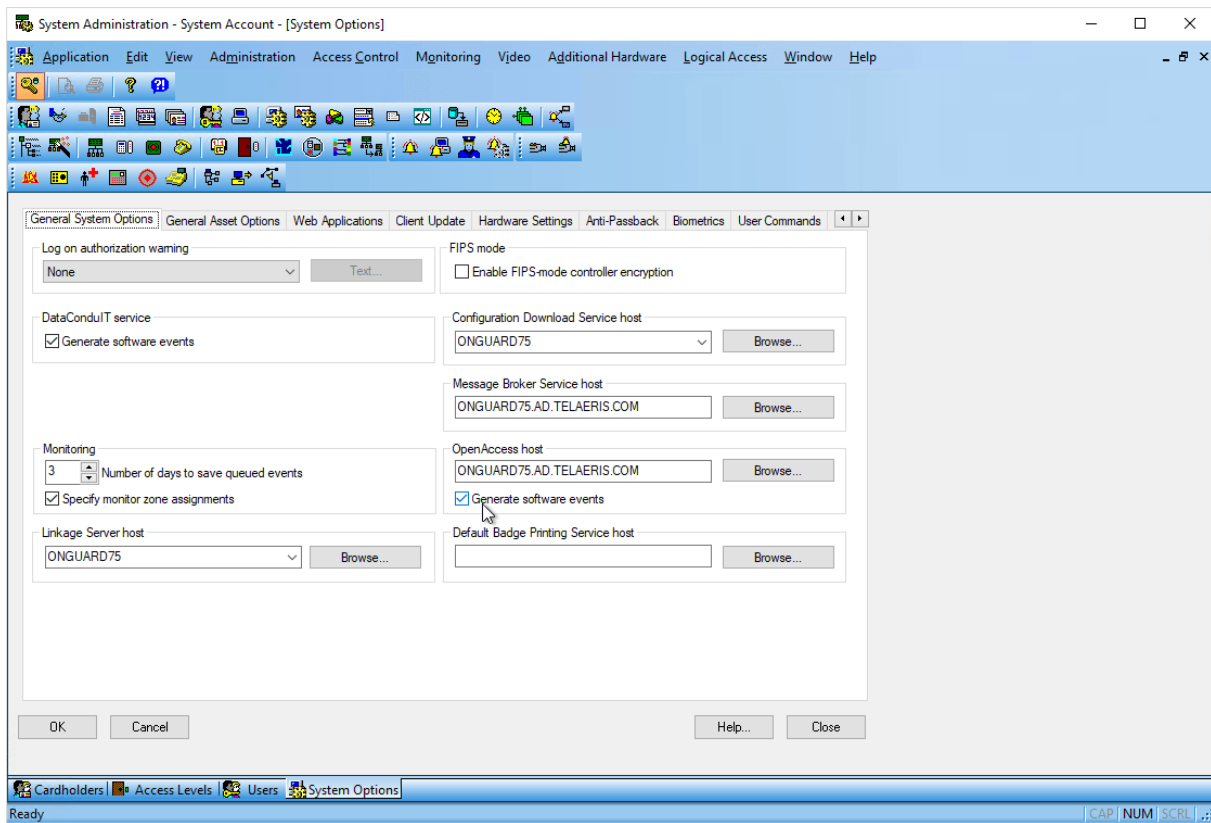 System Administration - System Account - [System Options]
Application Edit View Administration Access Control Monitoring Video Additional Hardware Logical Access Window Help
General System Options General Asset Options Web Applications Client Update Hardware Settings Anti-Passback Biometrics User Commands
Log on authorization warning
None
Text...
FIPS mode
Enable FIPS-mode controller encryption
DataConduIT service
Generate software events
Configuration Download Service host
ONGUARD75
Browse...
Message Broker Service host
ONGUARD75.AD.TELAERIS.COM
Browse...
Monitoring
3 Number of days to save queued events
Specify monitor zone assignments
OpenAccess host
ONGUARD75.AD.TELAERIS.COM
Browse...
Generate software events
Linkage Server host
ONGUARD75
Browse...
Default Badge Printing Service host
Browse...
OK Cancel Help... Close
Cardholders Access Levels Users System Options
Ready CAP NUM SCRL